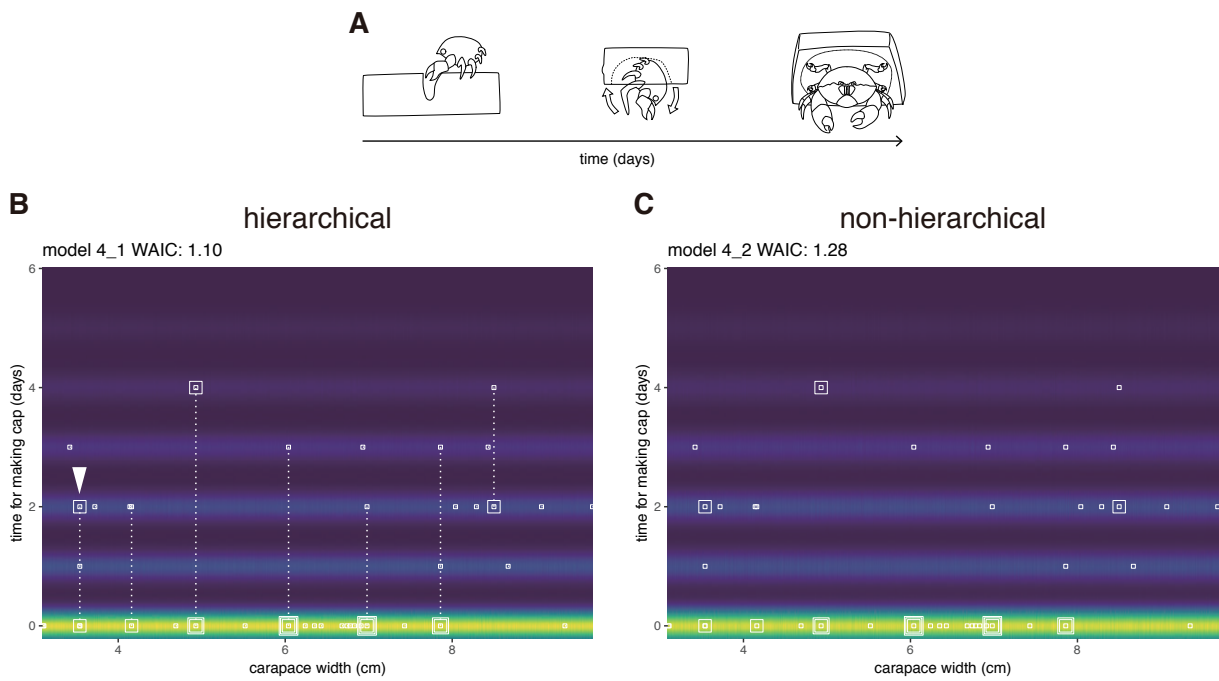 A
time (days)
B
hierarchical
model 4_1 WAIC: 1.10
6
4
2
0
time for making cap (days)
4
6
8
carapace width (cm)
C
non-hierarchical
model 4_2 WAIC: 1.28
6
4
2
0
time for making cap (days)
4
6
8
carapace width (cm)